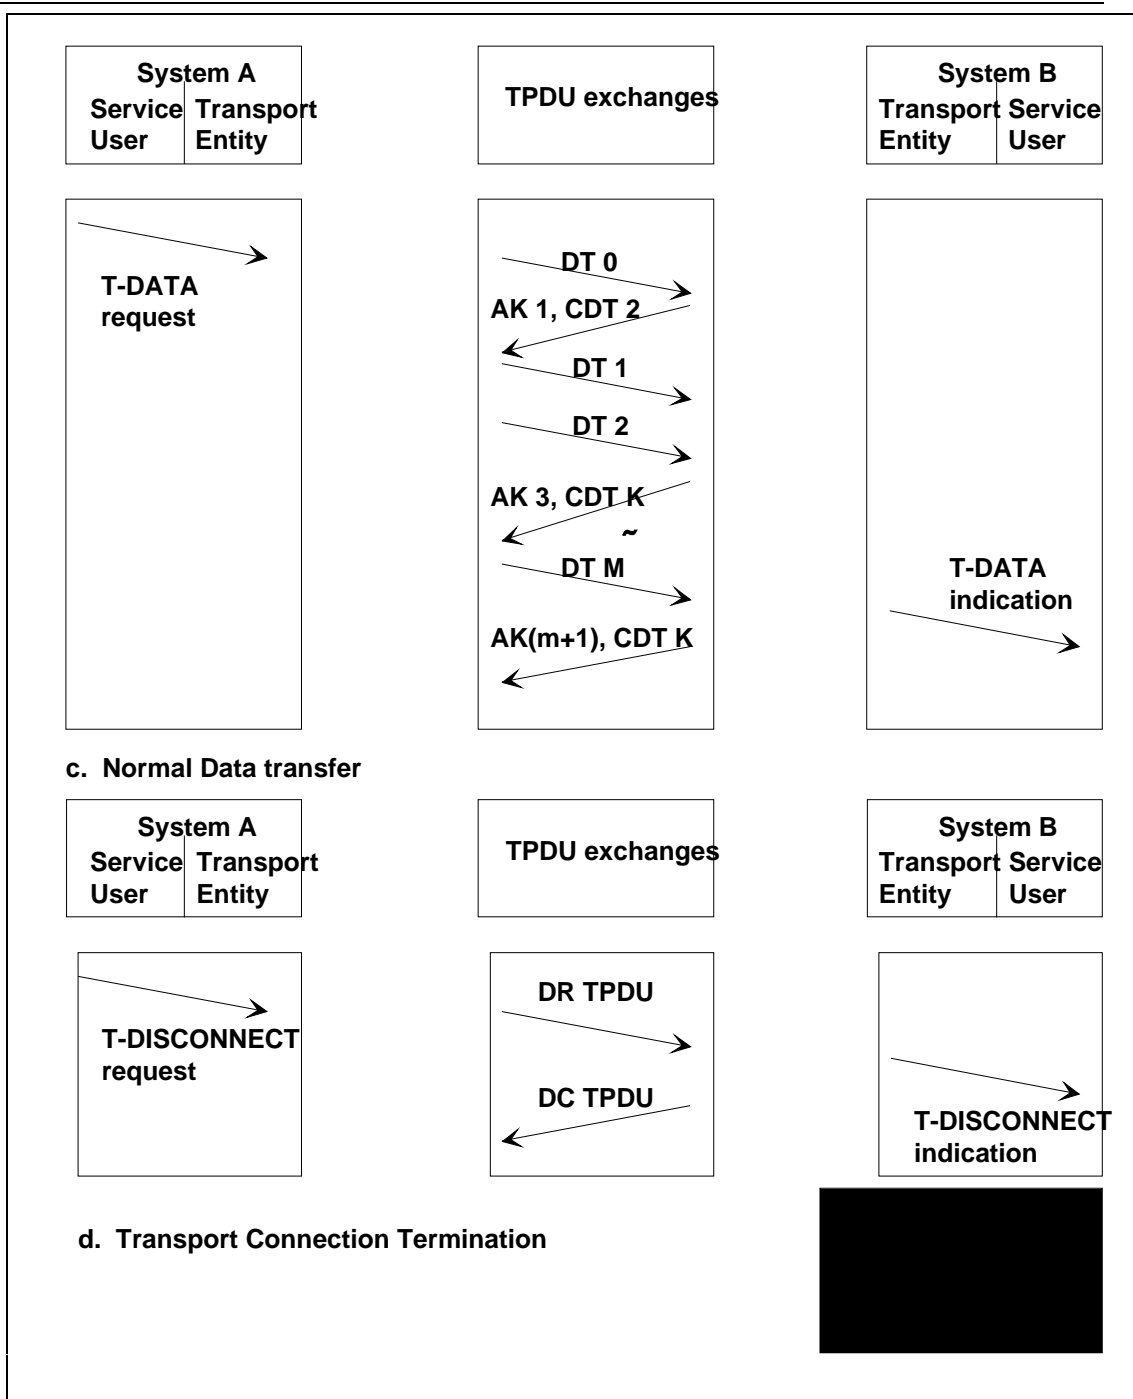 System A
Service Transport
User Entity
TPDU exchanges
System B
Transport Service
Entity User
T-DATA
request
DT 0
AK 1, CDT 2
DT 1
DT 2
AK 3, CDT K
~
DT M
AK(m+1), CDT K
T-DATA
indication
c. Normal Data transfer
System A
Service Transport
User Entity
TPDU exchanges
System B
Transport Service
Entity User
T-DISCONNECT
request
DR TPDU
DC TPDU
T-DISCONNECT
indication
d. Transport Connection Termination